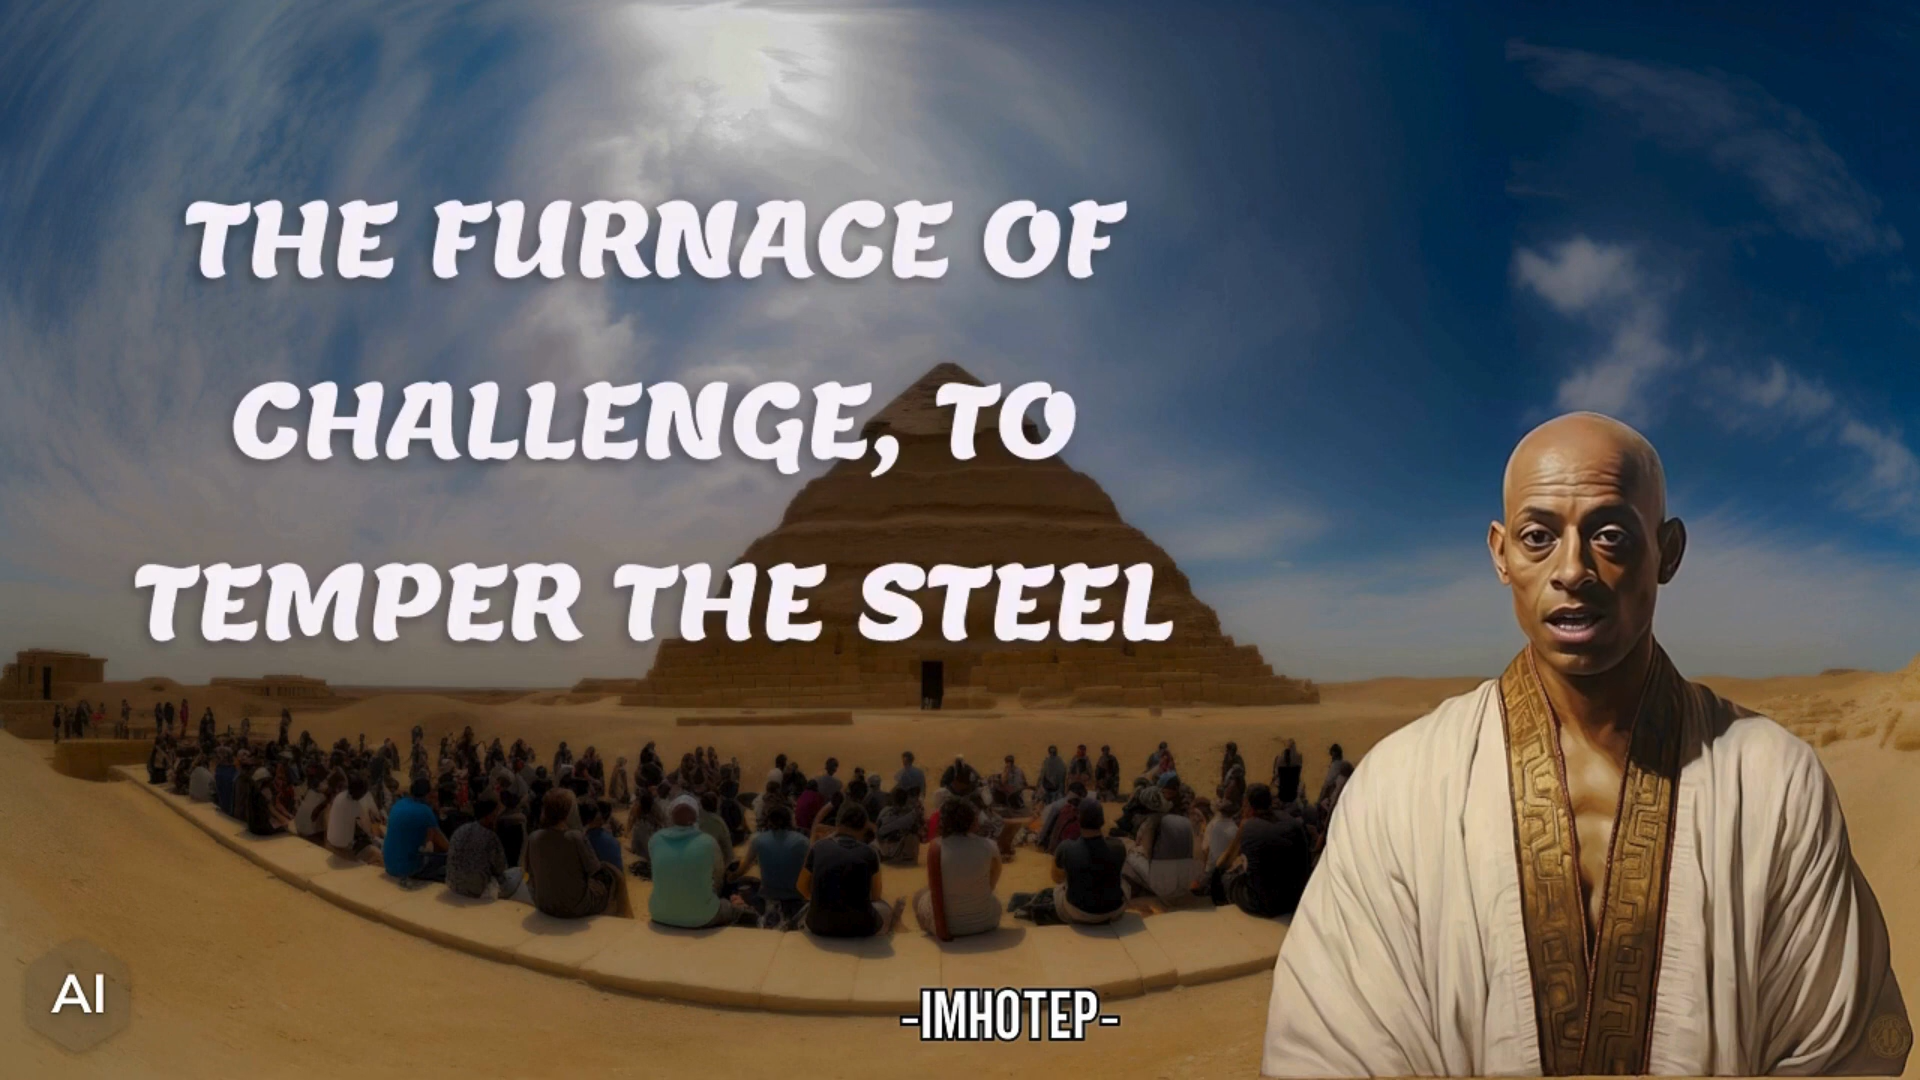 THE FURNACE OF
CHALLENGE, TO
TEMPER THE STEEL
AI
-IMHOTEP-